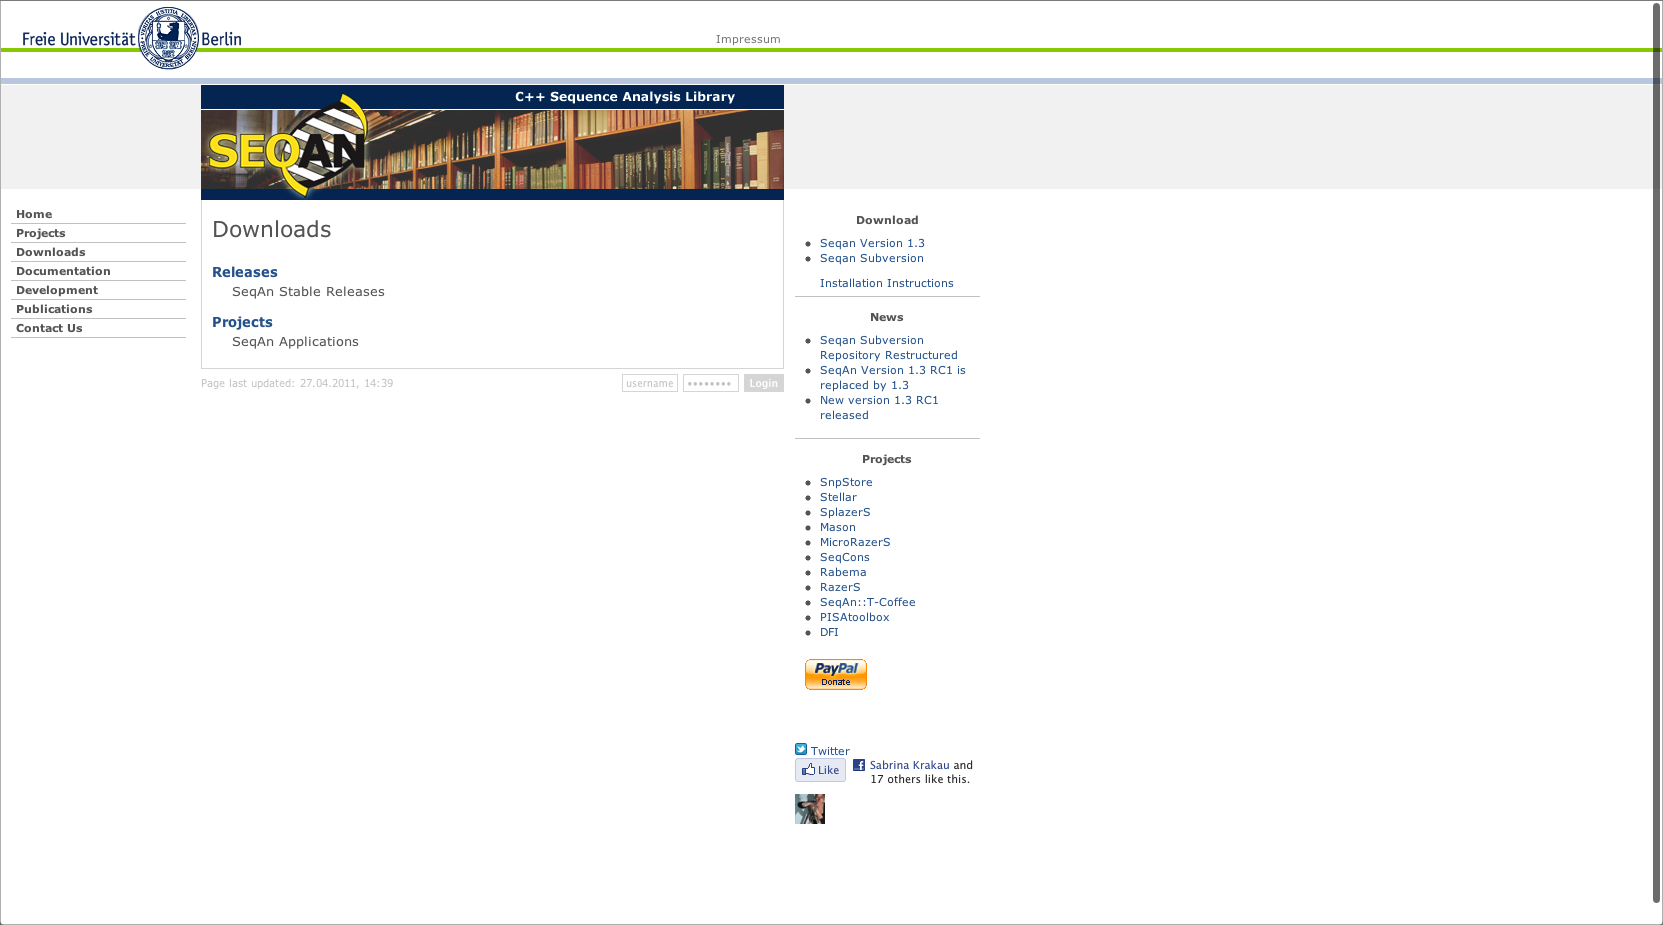 Freie Universität Berlin
Impressum
C++ Sequence Analysis Library
SEQAN
Home
Projects
Downloads
Documentation
Development
Publications
Contact Us
Downloads
Releases
SeqAn Stable Releases
Projects
SeqAn Applications
Page last updated: 27.04.2011, 14:39
username
••••••••
Login
Download
Seqan Version 1.3
Seqan Subversion
Installation Instructions
News
Seqan Subversion
Repository Restructured
SeqAn Version 1.3 RC1 is
replaced by 1.3
New version 1.3 RC1
released
Projects
SnpStore
Stellar
SplazerS
Mason
MicroRazerS
SeqCons
Rabema
RazerS
SeqAn::T-Coffee
PISAtoolbox
DFI
PayPal
Donate
Twitter
Like
Sabrina Krakau and
17 others like this.